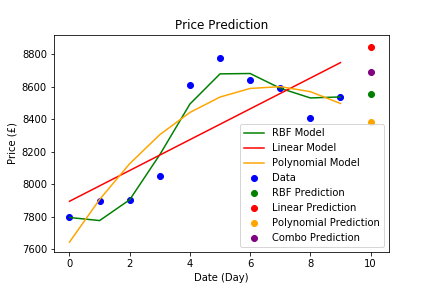 Price Prediction
Price (£)
8800
8600
8400
8200
8000
7800
7600
RBF Model
Linear Model
Polynomial Model
Data
RBF Prediction
Linear Prediction
Polynomial Prediction
Combo Prediction
0 2 4 6 8 10
Date (Day)